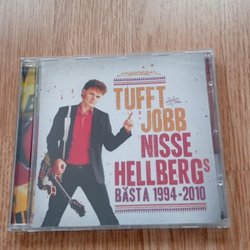 TUFFT
JOBB
NISSE
HELLBERGS
BÄSTA 1994-2010